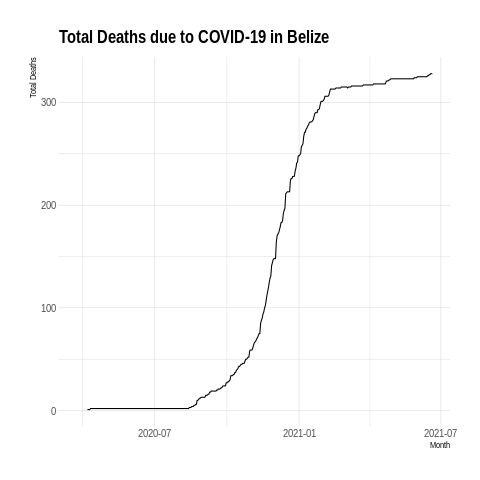 Total Deaths due to COVID-19 in Belize
Total Deaths
300
200
100
0
2020-07
2021-01
2021-07
Month